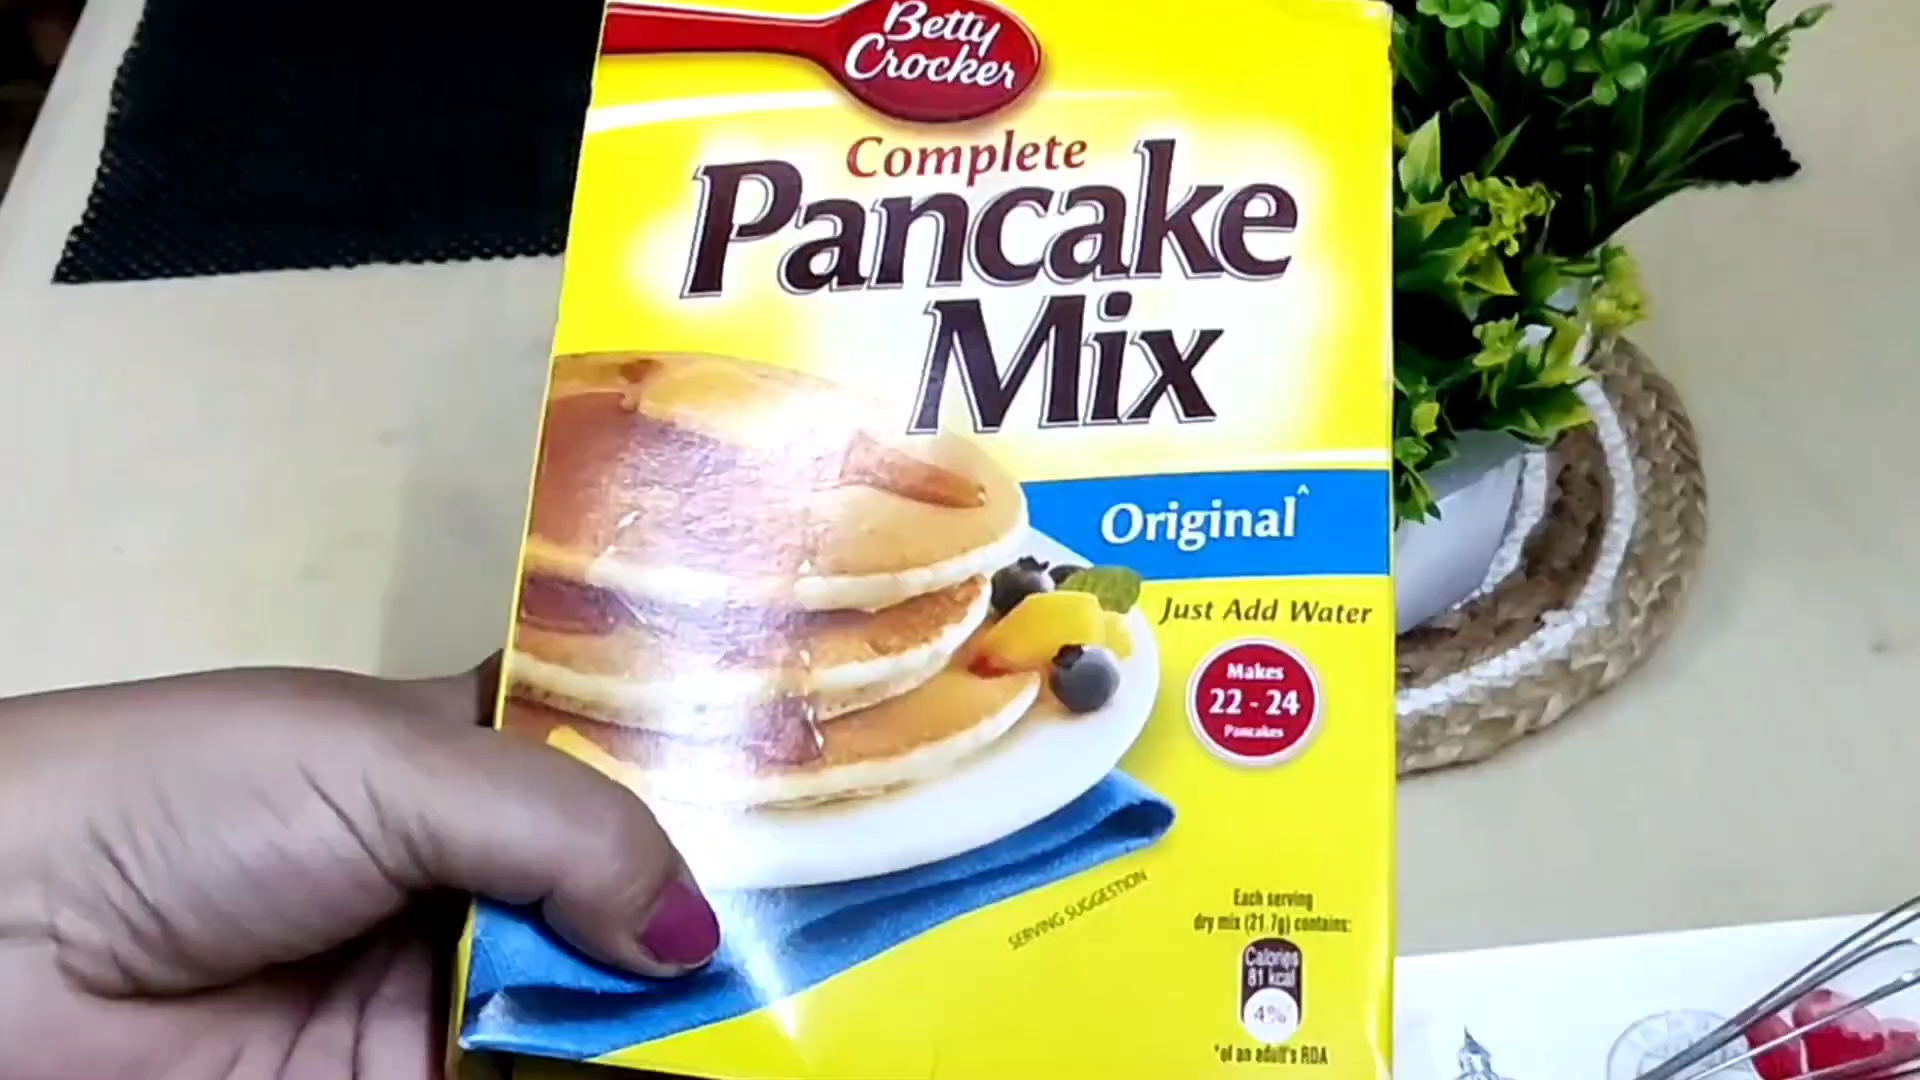 Betty
Crocker
Complete
Pancake
Mix
Original^
Just Add Water
Makes
22 - 24
Pancakes
SERVING SUGGESTION
Each serving
dry mix (21.7g) contains:
Calories
81 kcal
4%*
*of an adult's RDA